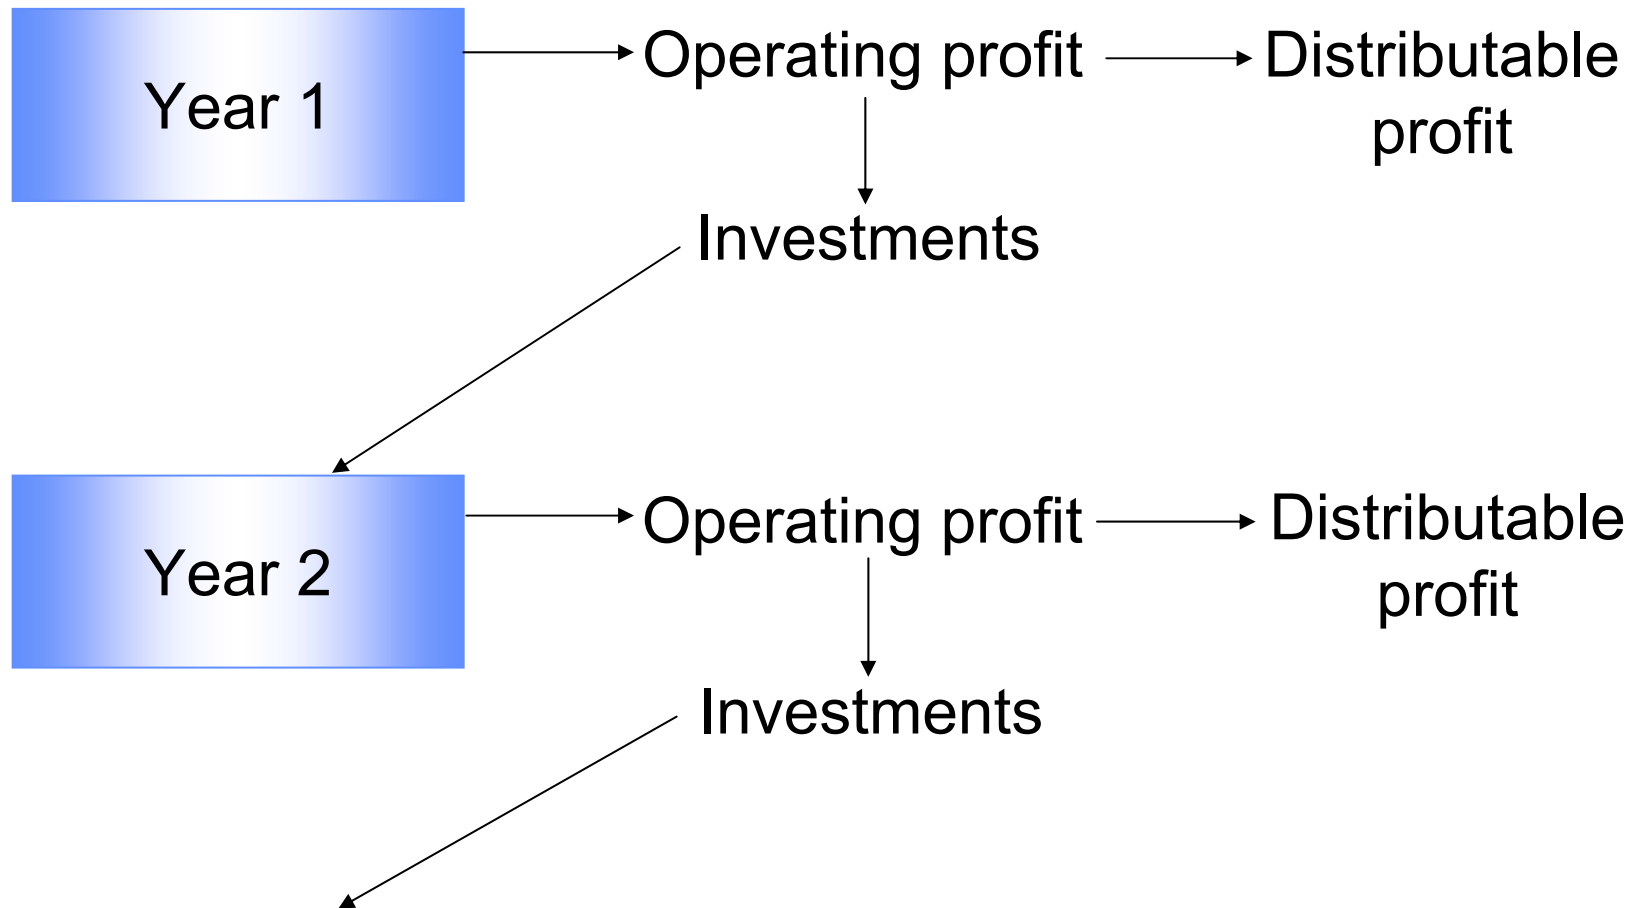 Year 1
Operating profit
Distributable
profit
Investments
Year 2
Operating profit
Distributable
profit
Investments